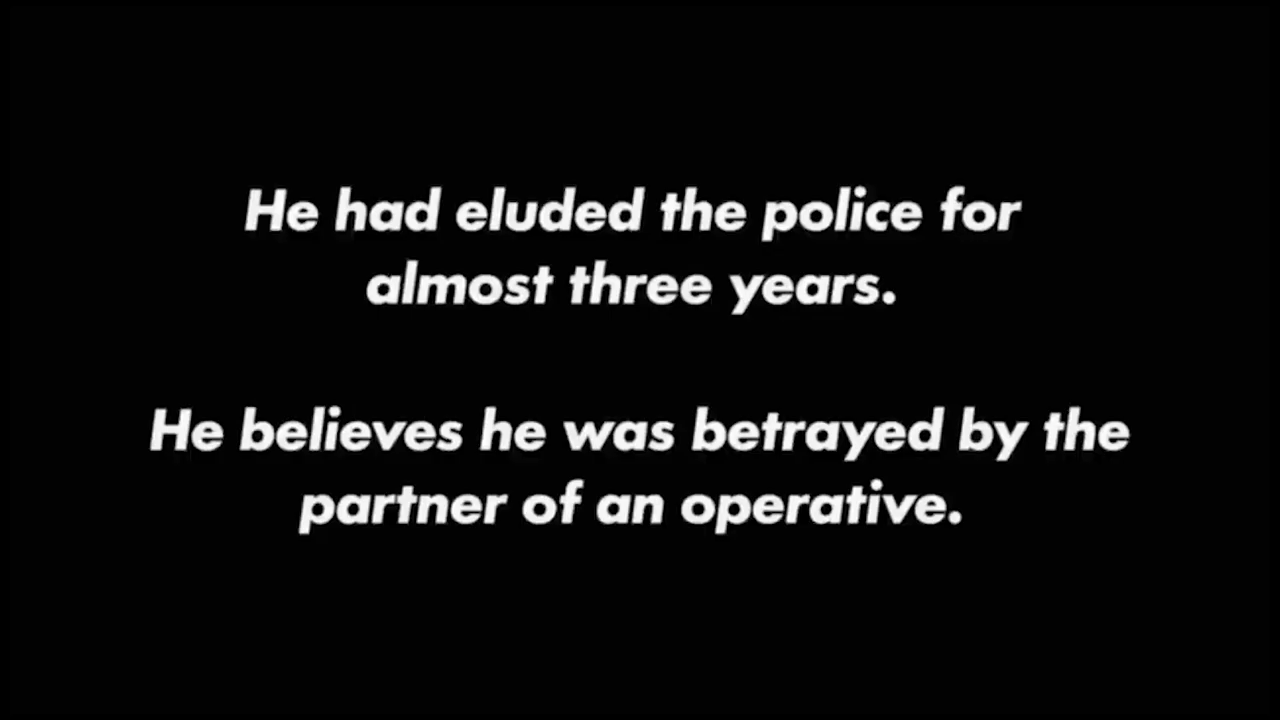 He had eluded the police for
almost three years.
He believes he was betrayed by the
partner of an operative.